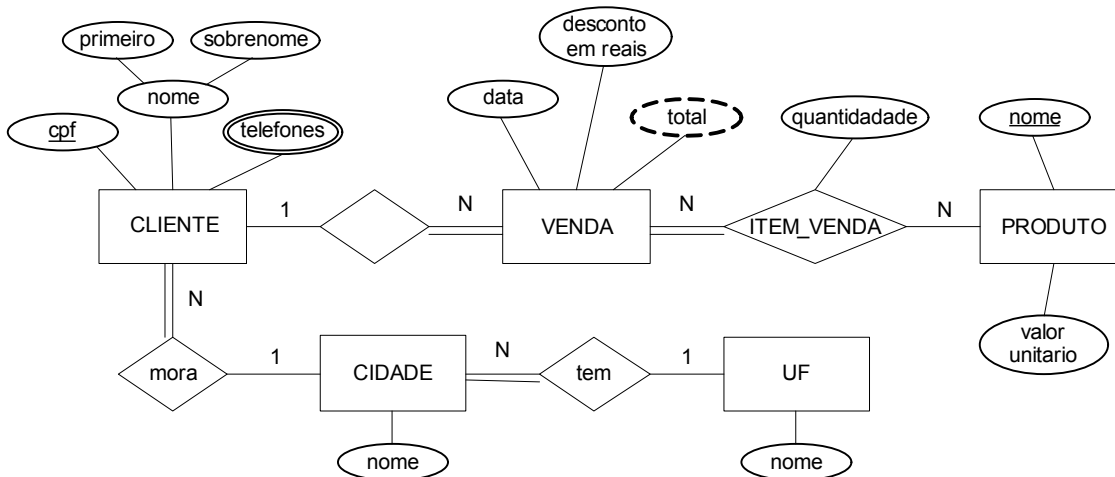 primeiro
sobrenome
desconto
em reais
nome
data
cpf
telefones
total
quantidadade
nome
CLIENTE
1
N
VENDA
N
ITEM_VENDA
N
PRODUTO
N
valor
unitario
mora
1
CIDADE
N
tem
1
UF
nome
nome